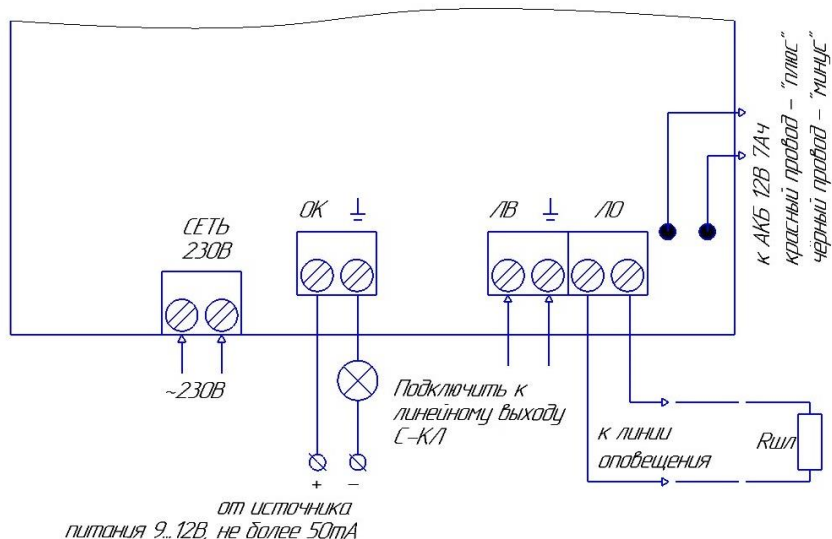 к АКБ 12В 7Ач
красный провод - "плюс"
чёрный провод - "минус"
СЕТЬ
230В
ОК
ЛВ
ЛО
~230В
Подключить к
линейному выходу
С-КЛ
к линии
оповещения
Rшл
+ -
от источника
питания 9...12В, не более 50mA